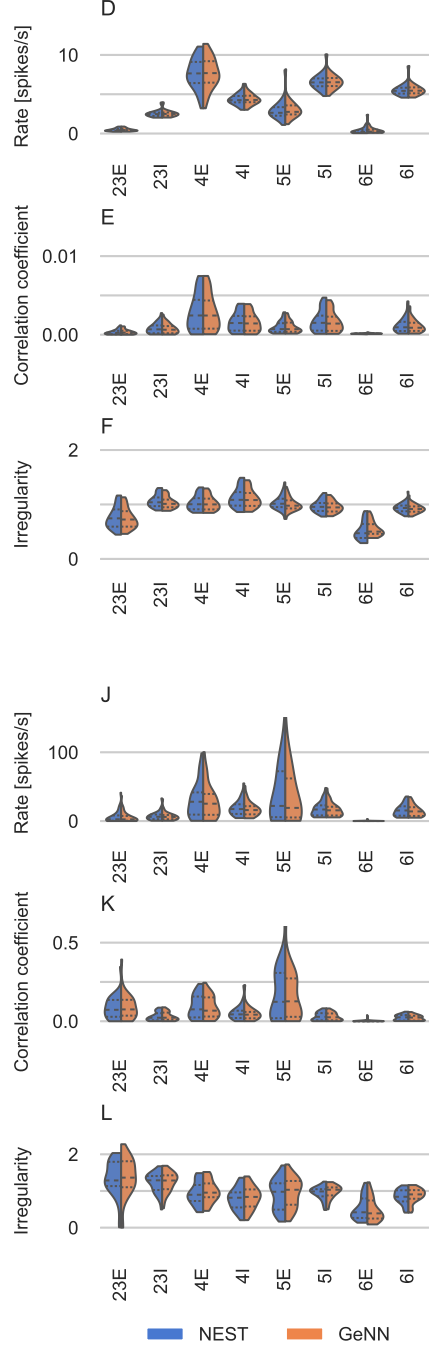 D
Rate [spikes/s]
10
0
23E 23I 4E 4I 5E 5I 6E 6I
E
Correlation coefficient
0.01
0.00
23E 23I 4E 4I 5E 5I 6E 6I
F
Irregularity
2
1
0
23E 23I 4E 4I 5E 5I 6E 6I
J
Rate [spikes/s]
100
0
23E 23I 4E 4I 5E 5I 6E 6I
K
Correlation coefficient
0.5
0.0
23E 23I 4E 4I 5E 5I 6E 6I
L
Irregularity
2
1
0
23E 23I 4E 4I 5E 5I 6E 6I
NEST GeNN